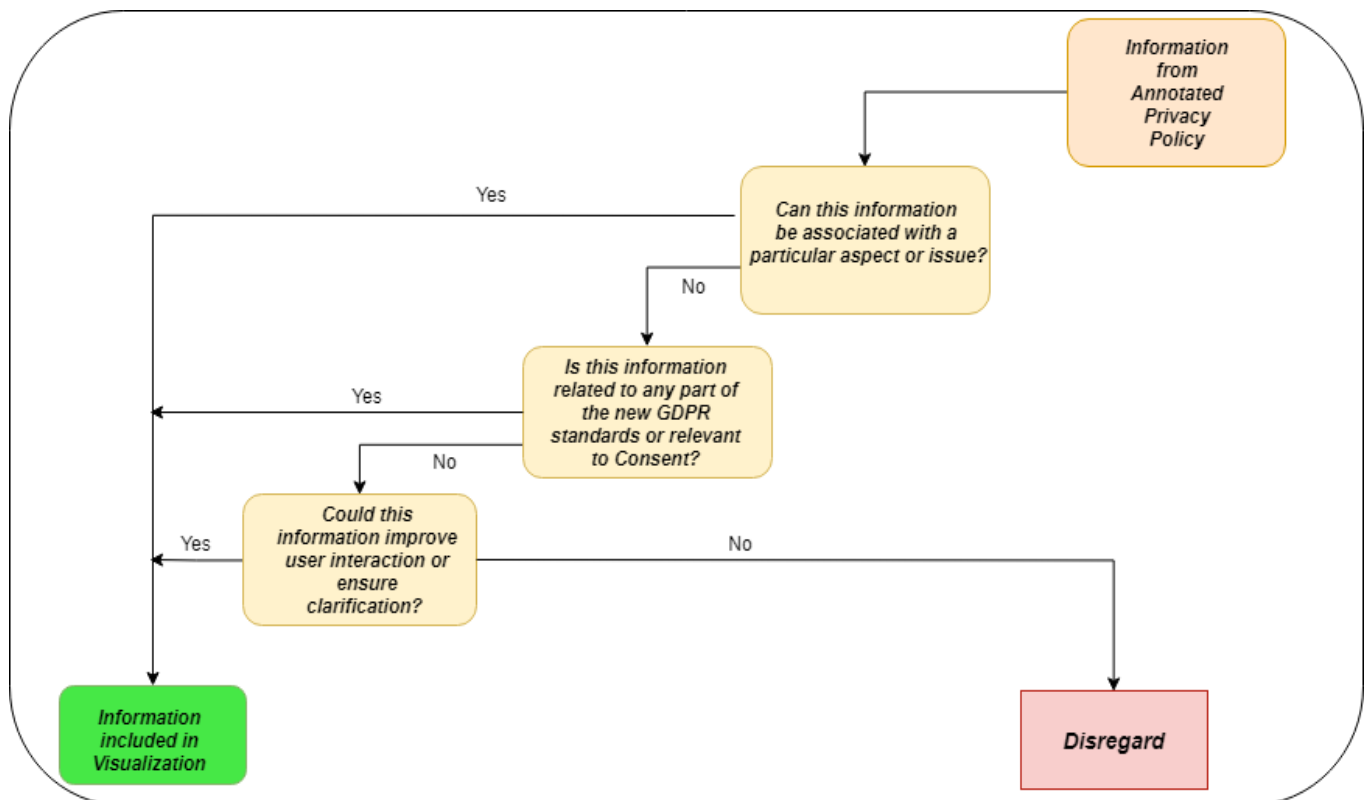 Information
from
Annotated
Privacy
Policy
Yes
Can this information
be associated with a
particular aspect or issue?
No
Is this information
related to any part of
the new GDPR
standards or relevant
to Consent?
Yes
No
Could this
information improve
user interaction or
ensure
clarification?
Yes
No
Information
included in
Visualization
Disregard